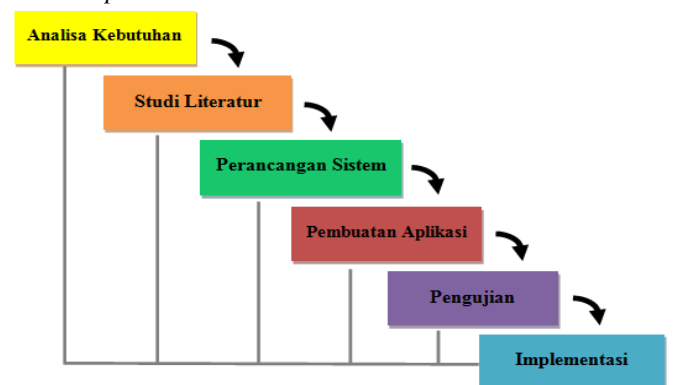 Analisa Kebutuhan
Studi Literatur
Perancangan Sistem
Pembuatan Aplikasi
Pengujian
Implementasi